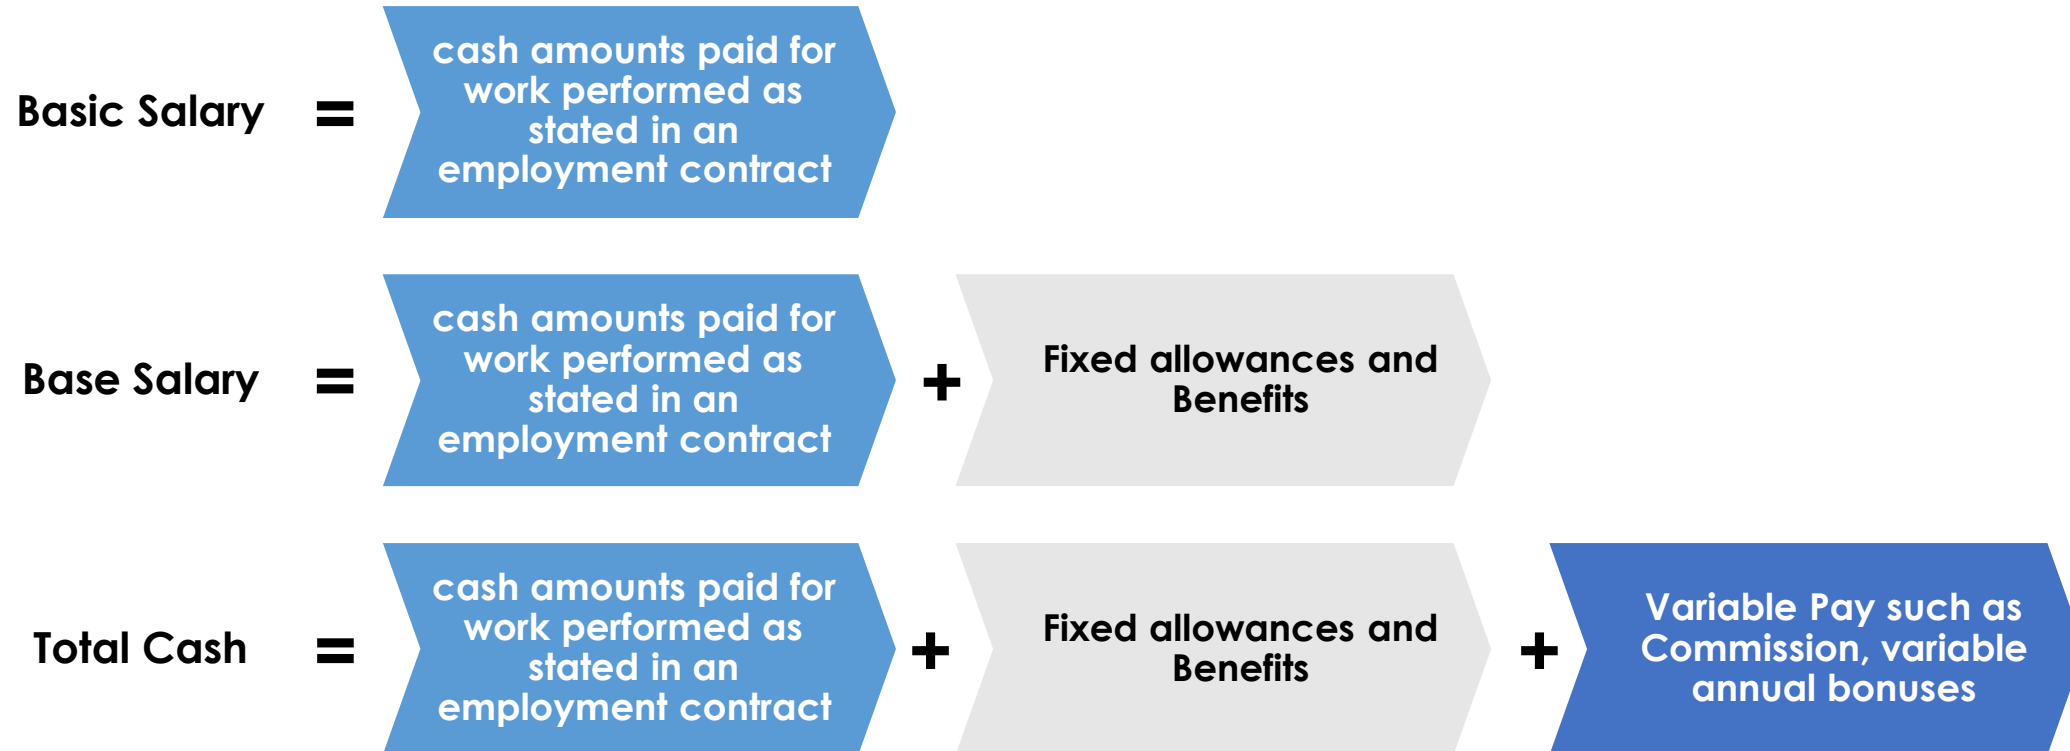 Basic Salary =
cash amounts paid for
work performed as
stated in an
employment contract
Base Salary =
cash amounts paid for
work performed as
stated in an
employment contract
+
Fixed allowances and
Benefits
Total Cash =
cash amounts paid for
work performed as
stated in an
employment contract
+
Fixed allowances and
Benefits
+
Variable Pay such as
Commission, variable
annual bonuses